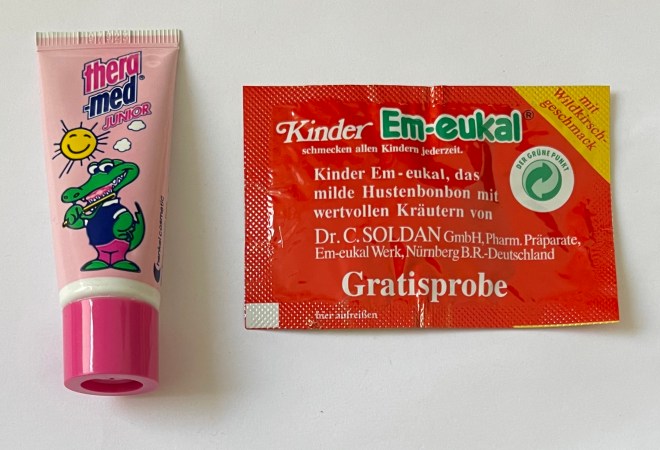 thera
-med®
JUNIOR
henkel cosmetic
mit
Wildkirsch-
geschmack
Kinder Em-eukal®
schmecken allen Kindern jederzeit.
DER GRÜNE PUNKT
Kinder Em-eukal, das
milde Hustenbonbon mit
wertvollen Kräutern von
Dr. C. SOLDAN GmbH, Pharm. Präparate,
Em-eukal Werk, Nürnberg B.R.-Deutschland
Gratisprobe
hier aufreißen